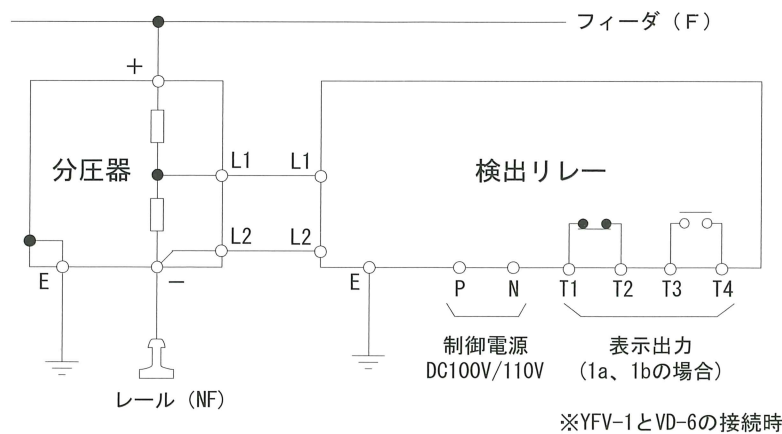 フィーダ（F）
+
分圧器
L1
L1
検出リレー
L2
L2
E
−
E
P
N
T1
T2
T3
T4
制御電源
DC100V/110V
表示出力
(1a、1bの場合)
レール（NF）
※YFV-1とVD-6の接続時